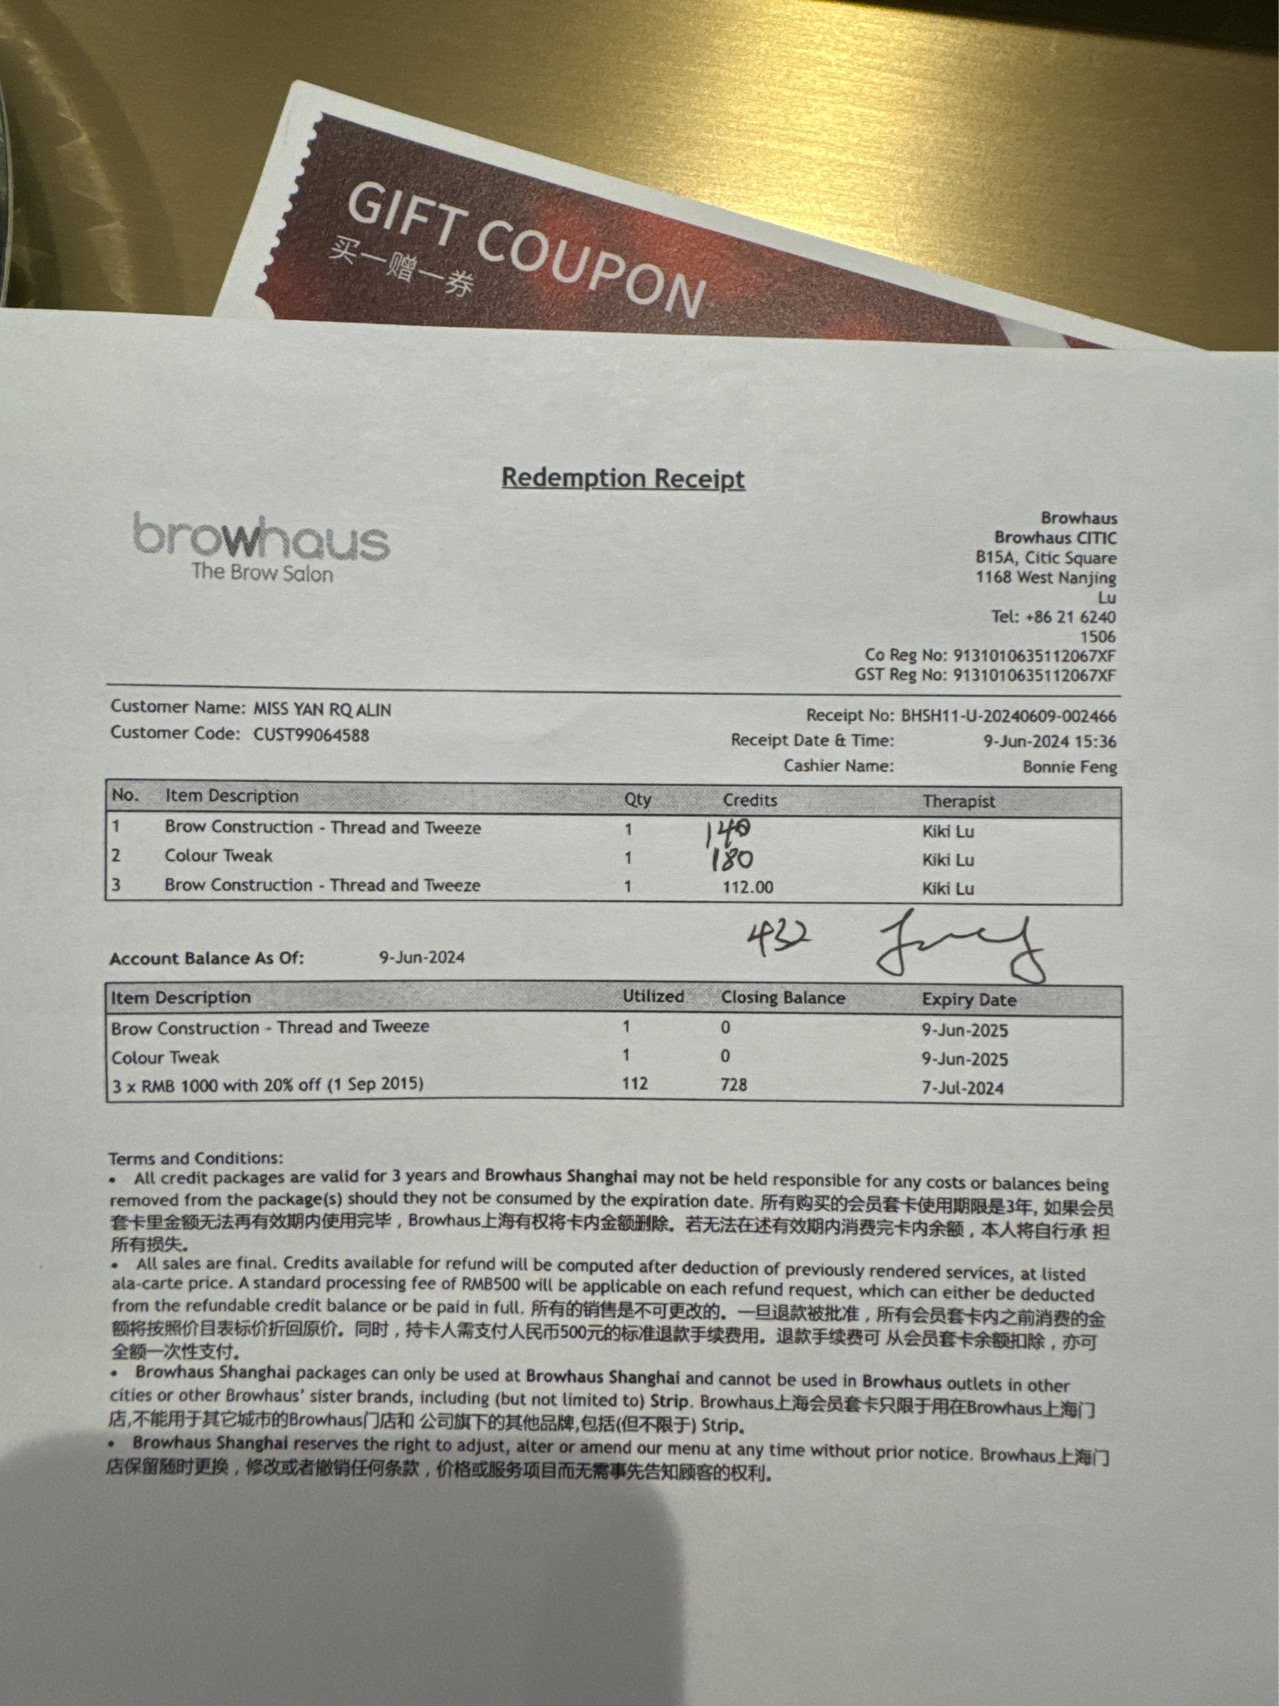 GIFT COUPON
买一赠一券
Redemption Receipt
browhaus
The Brow Salon
Browhaus
Browhaus CITIC
B15A, Citic Square
1168 West Nanjing
Lu
Tel: +86 21 6240
1506
Co Reg No: 9131010635112067XF
GST Reg No: 9131010635112067XF
Customer Name: MISS YAN RQ ALIN
Customer Code: CUST99064588
Receipt No: BHSH11-U-20240609-002466
Receipt Date & Time: 9-Jun-2024 15:36
Cashier Name: Bonnie Feng
No. Item Description Qty Credits Therapist
1 Brow Construction - Thread and Tweeze 1 140 Kiki Lu
2 Colour Tweak 1 180 Kiki Lu
3 Brow Construction - Thread and Tweeze 1 112.00 Kiki Lu
432
Account Balance As Of: 9-Jun-2024
Item Description Utilized Closing Balance Expiry Date
Brow Construction - Thread and Tweeze 1 0 9-Jun-2025
Colour Tweak 1 0 9-Jun-2025
3 x RMB 1000 with 20% off (1 Sep 2015) 112 728 7-Jul-2024
Terms and Conditions:
• All credit packages are valid for 3 years and Browhaus Shanghai may not be held responsible for any costs or balances being
removed from the package(s) should they not be consumed by the expiration date. 所有购买的会员套卡使用期限是3年, 如果会员
套卡里金额无法再有效期内使用完毕，Browhaus上海有权将卡内金额删除。若无法在述有效期内消费完卡内余额，本人将自行承 担
所有损失。
• All sales are final. Credits available for refund will be computed after deduction of previously rendered services, at listed
ala-carte price. A standard processing fee of RMB500 will be applicable on each refund request, which can either be deducted
from the refundable credit balance or be paid in full. 所有的销售是不可更改的。一旦退款被批准，所有会员套卡内之前消费的金
额将按照价目表标价折回原价。同时，持卡人需支付人民币500元的标准退款手续费用。退款手续费可 从会员套卡余额扣除，亦可
全额一次性支付。
• Browhaus Shanghai packages can only be used at Browhaus Shanghai and cannot be used in Browhaus outlets in other
cities or other Browhaus' sister brands, including (but not limited to) Strip. Browhaus上海会员套卡只限于用在Browhaus上海门
店,不能用于其它城市的Browhaus门店和 公司旗下的其他品牌,包括(但不限于) Strip。
• Browhaus Shanghai reserves the right to adjust, alter or amend our menu at any time without prior notice. Browhaus上海门
店保留随时更换，修改或者撤销任何条款，价格或服务项目而无需事先告知顾客的权利。